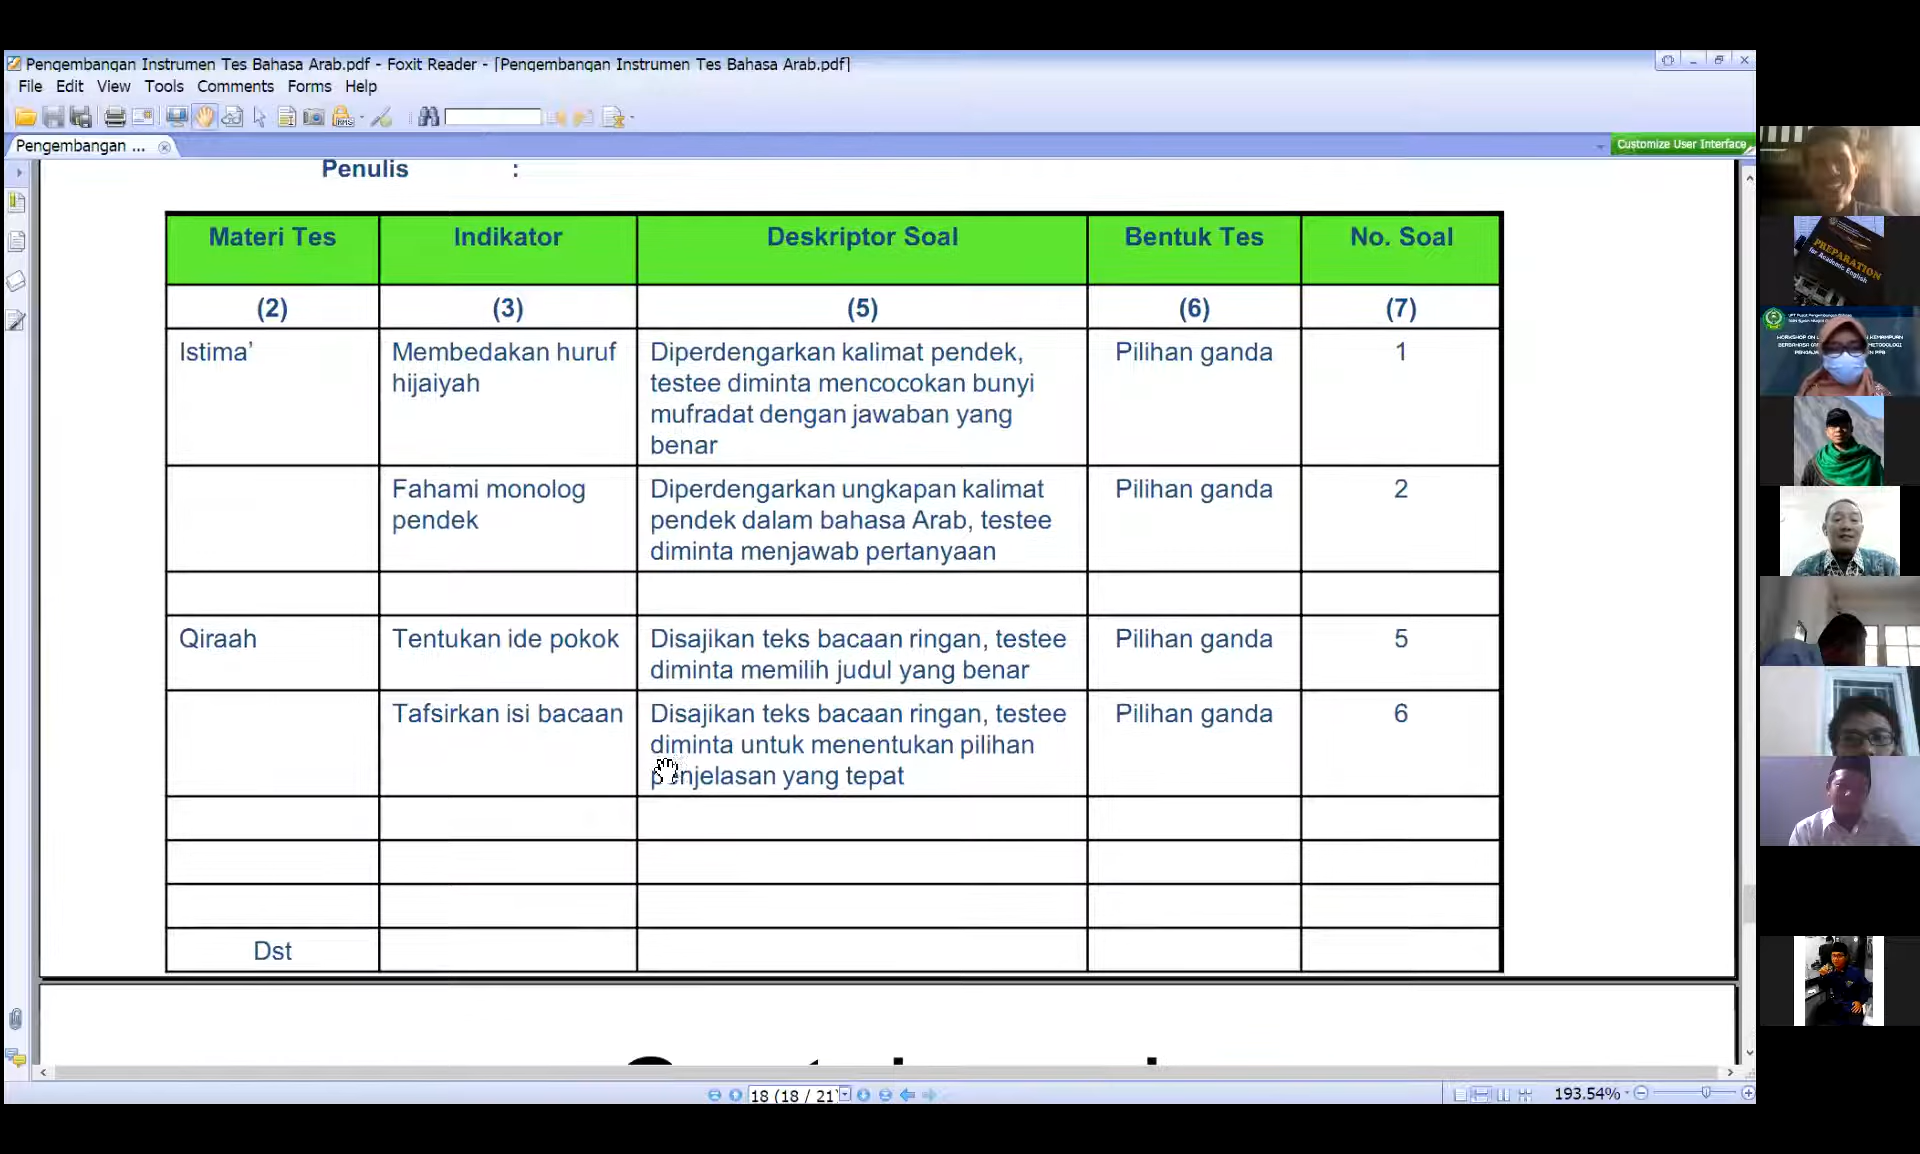 Pengembangan Instrumen Tes Bahasa Arab.pdf - Foxit Reader - [Pengembangan Instrumen Tes Bahasa Arab.pdf]
File Edit View Tools Comments Forms Help
Pengembangan ...
Customize User Interface
Penulis :
Materi Tes Indikator Deskriptor Soal Bentuk Tes No. Soal
(2) (3) (5) (6) (7)
Istima’ Membedakan huruf Diperdengarkan kalimat pendek, Pilihan ganda 1
hijaiyah testee diminta mencocokan bunyi
mufradat dengan jawaban yang
benar
Fahami monolog Diperdengarkan ungkapan kalimat Pilihan ganda 2
pendek pendek dalam bahasa Arab, testee
diminta menjawab pertanyaan
Qiraah Tentukan ide pokok Disajikan teks bacaan ringan, testee Pilihan ganda 5
diminta memilih judul yang benar
Tafsirkan isi bacaan Disajikan teks bacaan ringan, testee Pilihan ganda 6
diminta untuk menentukan pilihan
penjelasan yang tepat
Dst
18 (18 / 21)
193.54%
PREPARATION
for Academic English